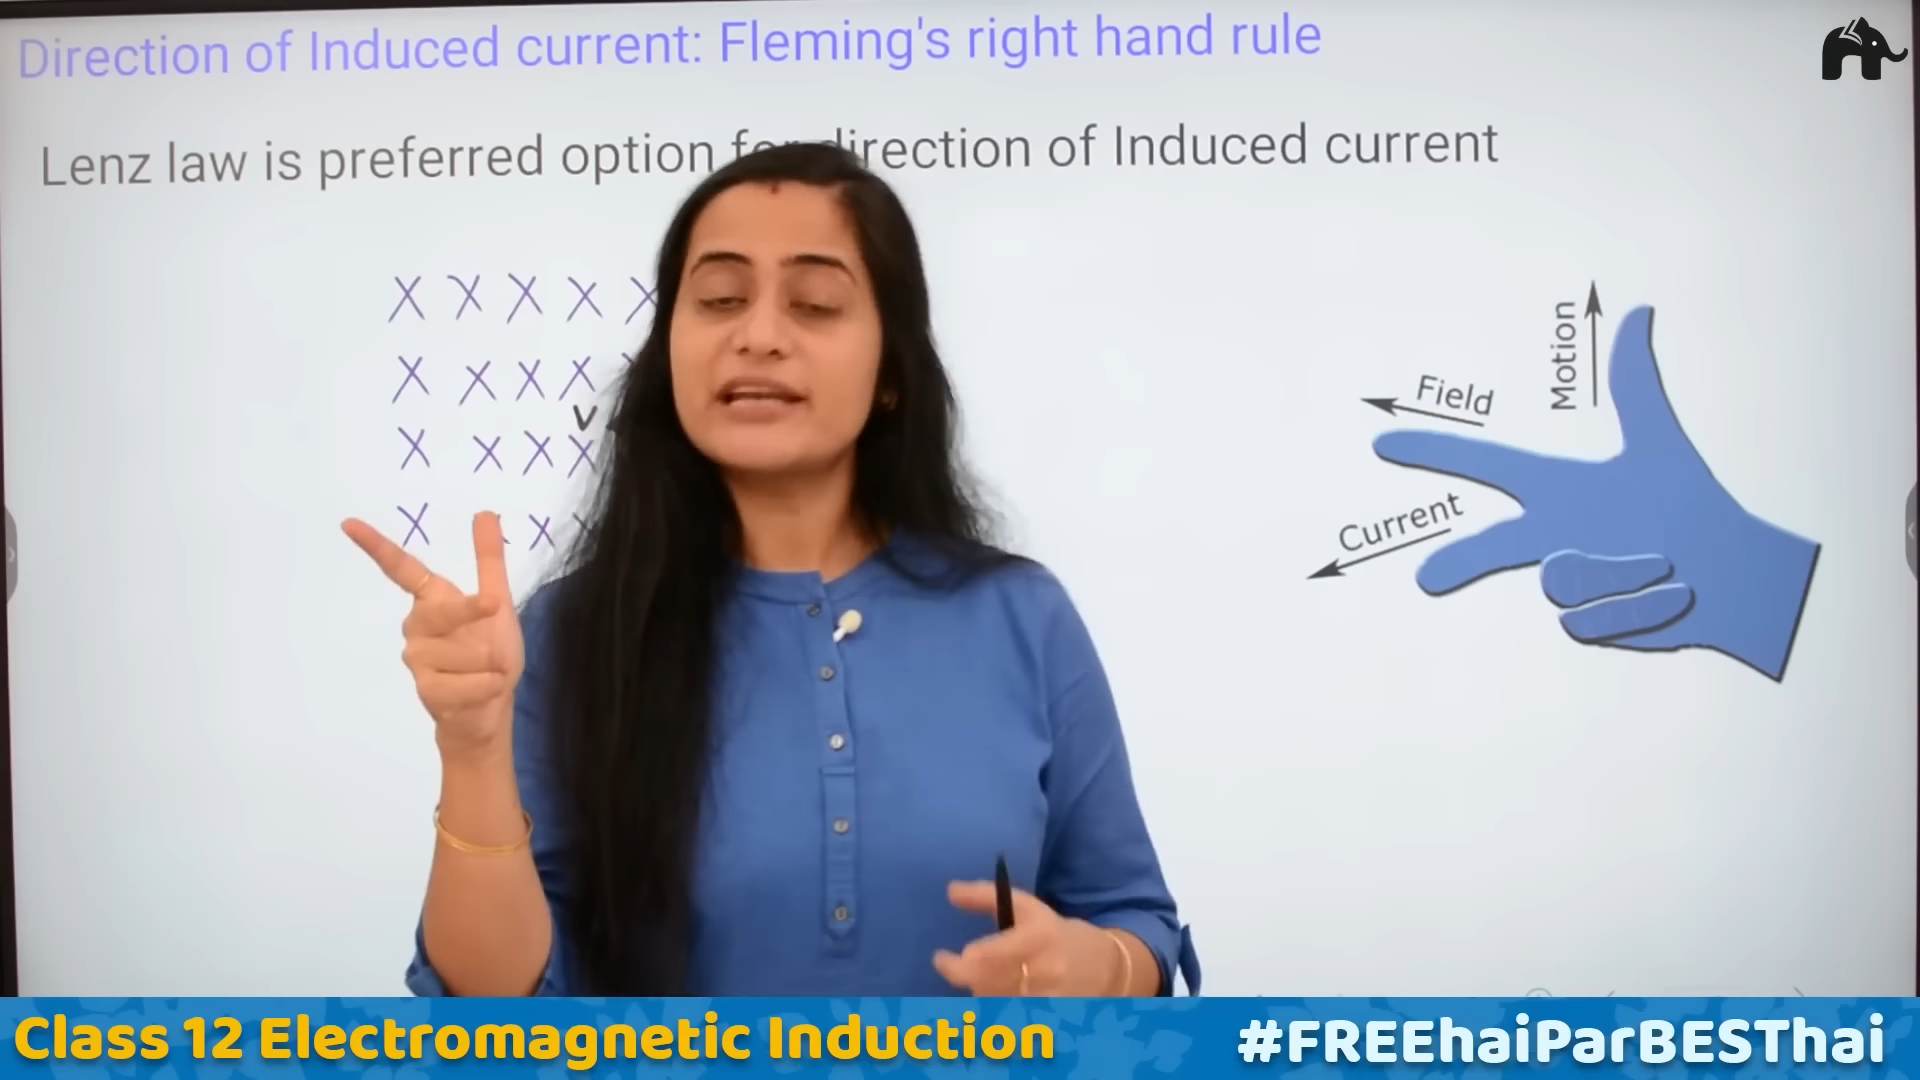 Direction of Induced current: Fleming's right hand rule
Lenz law is preferred option for direction of Induced current
X X X X X
X X X X
V
X X X X
X X
Motion
Field
Current
Class 12 Electromagnetic Induction
#FREEhaiParBESThai